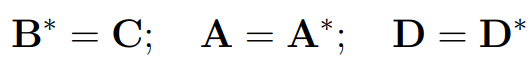 B* = C; A = A*; D = D*